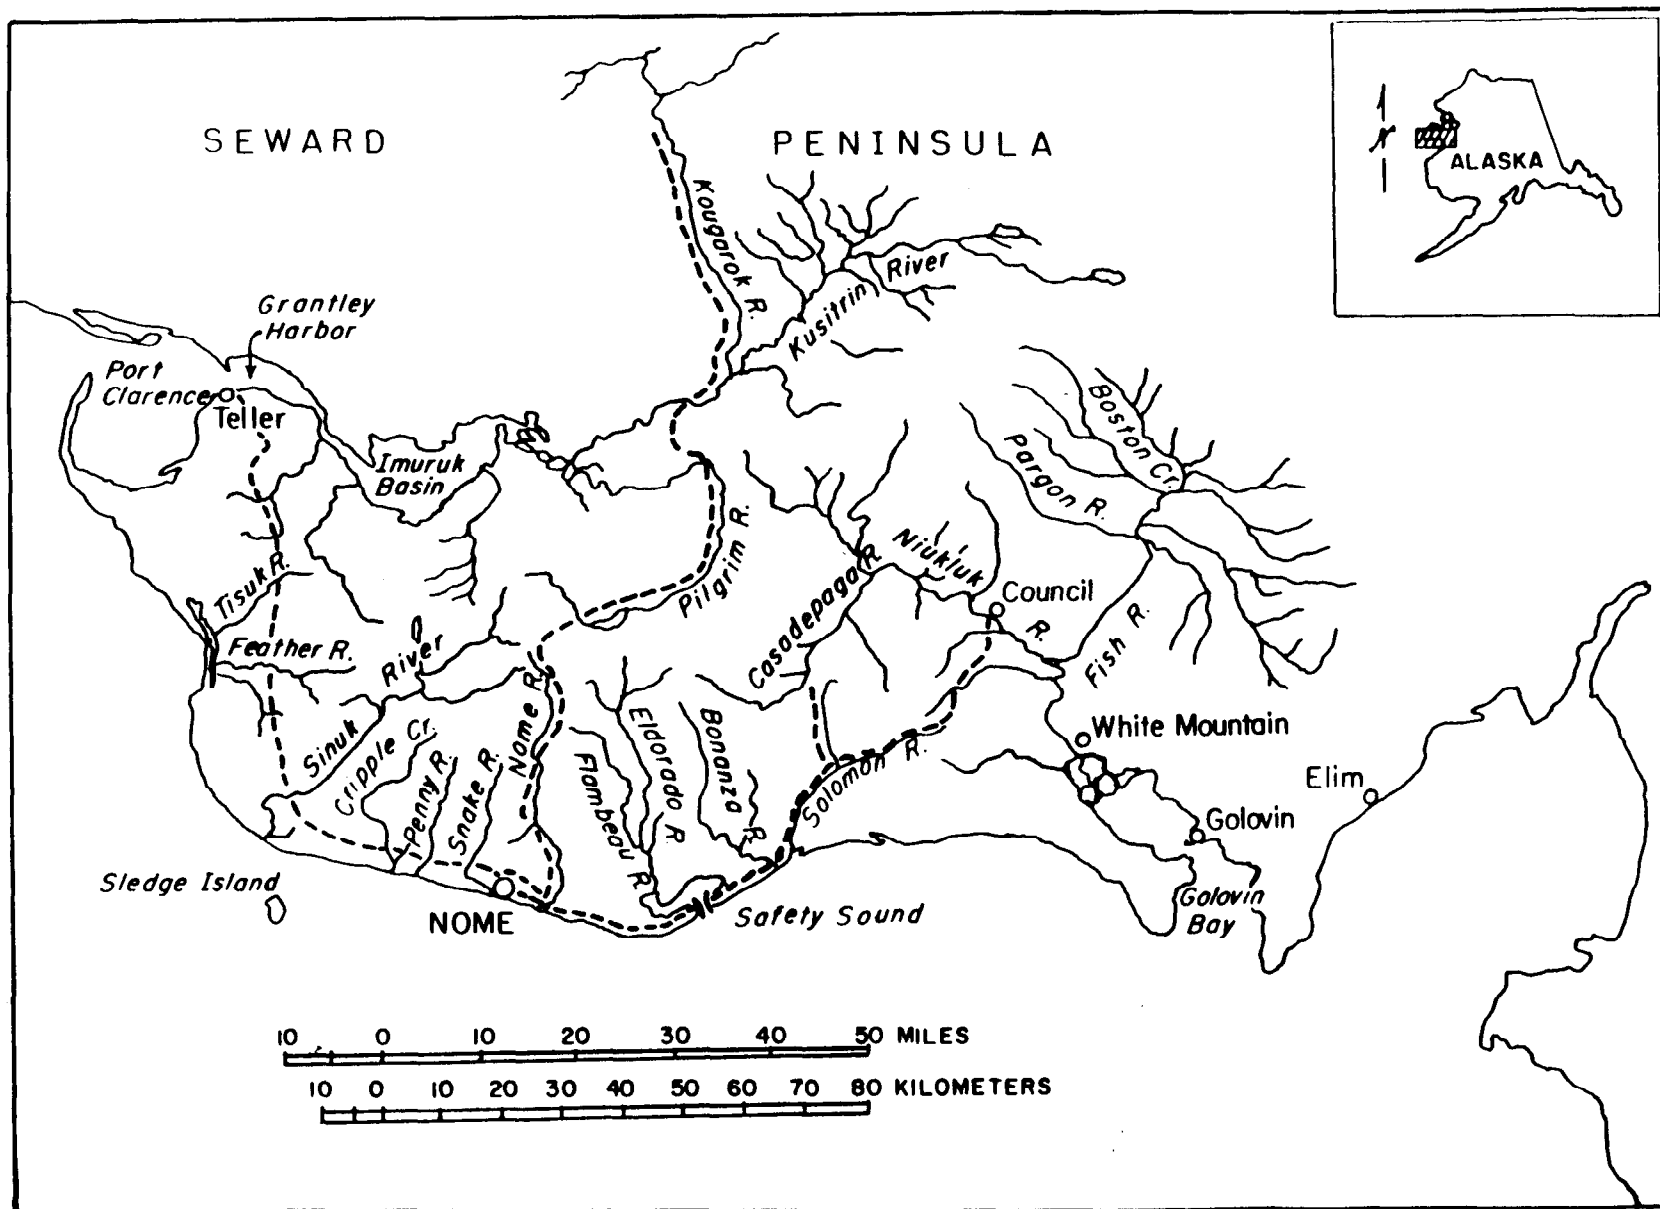 SEWARD PENINSULA
N
ALASKA
Kougarok R.
Kusitrin River
Grantley
Harbor
Port
Clarence
Teller
Imuruk
Basin
Boston Cr.
Pargon R.
Pilgrim R.
Niukluk R.
Casadepaga R.
Council
Fish R.
Tisuk R.
Feather R.
Sinuk River
Cripple Cr.
Penny R.
Snake R.
Nome R.
Flambeau R.
Eldorado R.
Bonanza R.
Solomon R.
White Mountain
Elim
Golovin
Golovin
Bay
Sledge Island
NOME
Safety Sound
10 0 10 20 30 40 50 MILES
10 0 10 20 30 40 50 60 70 80 KILOMETERS